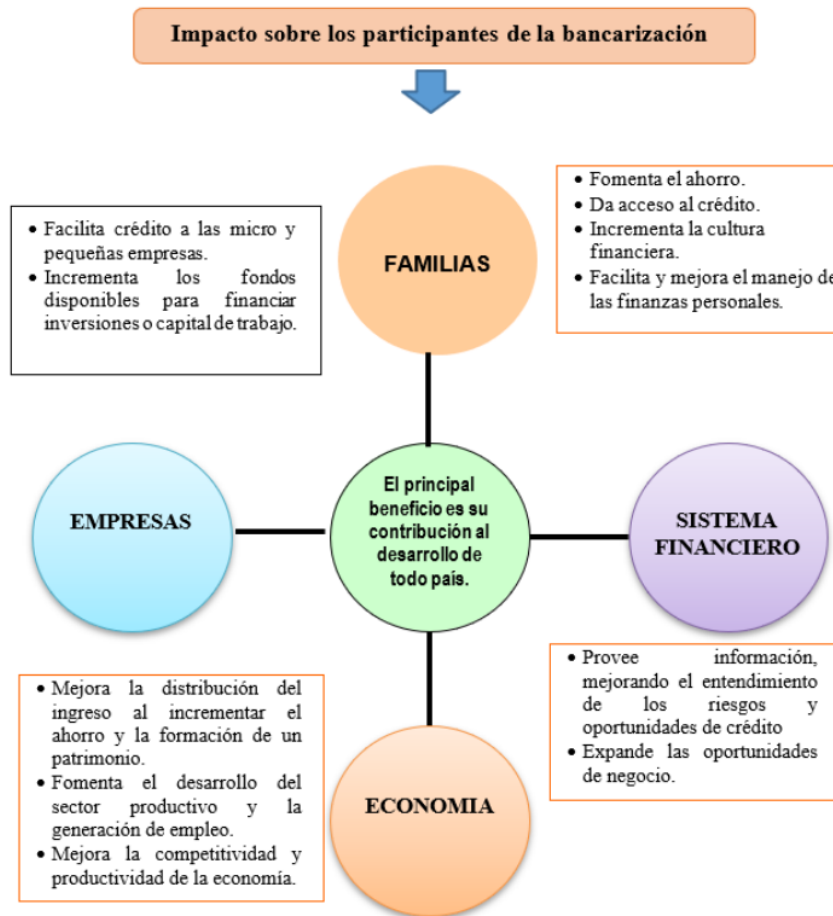 Impacto sobre los participantes de la bancarización
• Facilita crédito a las micro y
pequeñas empresas.
• Incrementa los fondos
disponibles para financiar
inversiones o capital de trabajo.
FAMILIAS
• Fomenta el ahorro.
• Da acceso al crédito.
• Incrementa la cultura
financiera.
• Facilita y mejora el manejo de
las finanzas personales.
EMPRESAS
El principal
beneficio es su
contribución al
desarrollo de
todo país.
SISTEMA
FINANCIERO
• Mejora la distribución del
ingreso al incrementar el
ahorro y la formación de un
patrimonio.
• Fomenta el desarrollo del
sector productivo y la
generación de empleo.
• Mejora la competitividad y
productividad de la economía.
ECONOMIA
• Provee información,
mejorando el entendimiento
de los riesgos y
oportunidades de crédito
• Expande las oportunidades
de negocio.